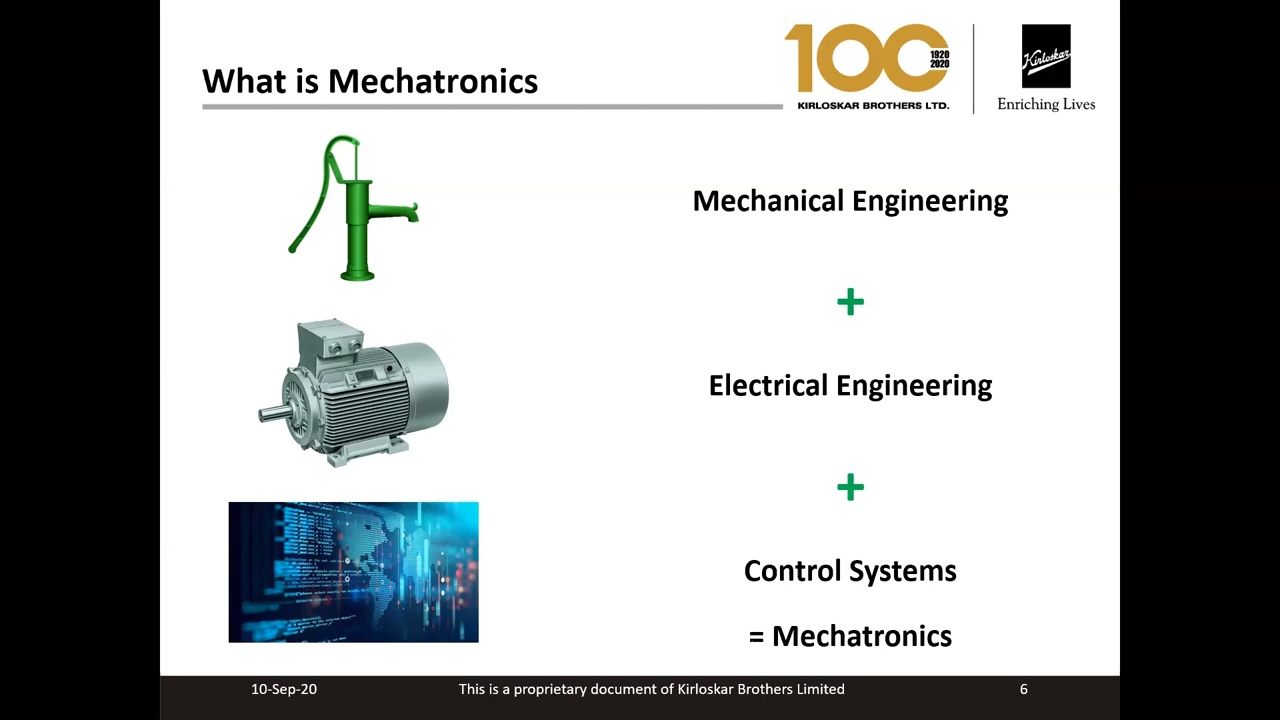 What is Mechatronics
100
1920
2020
KIRLOSKAR BROTHERS LTD.
Kirloskar
Enriching Lives
Mechanical Engineering
+
Electrical Engineering
+
Control Systems
= Mechatronics
10-Sep-20
This is a proprietary document of Kirloskar Brothers Limited
6